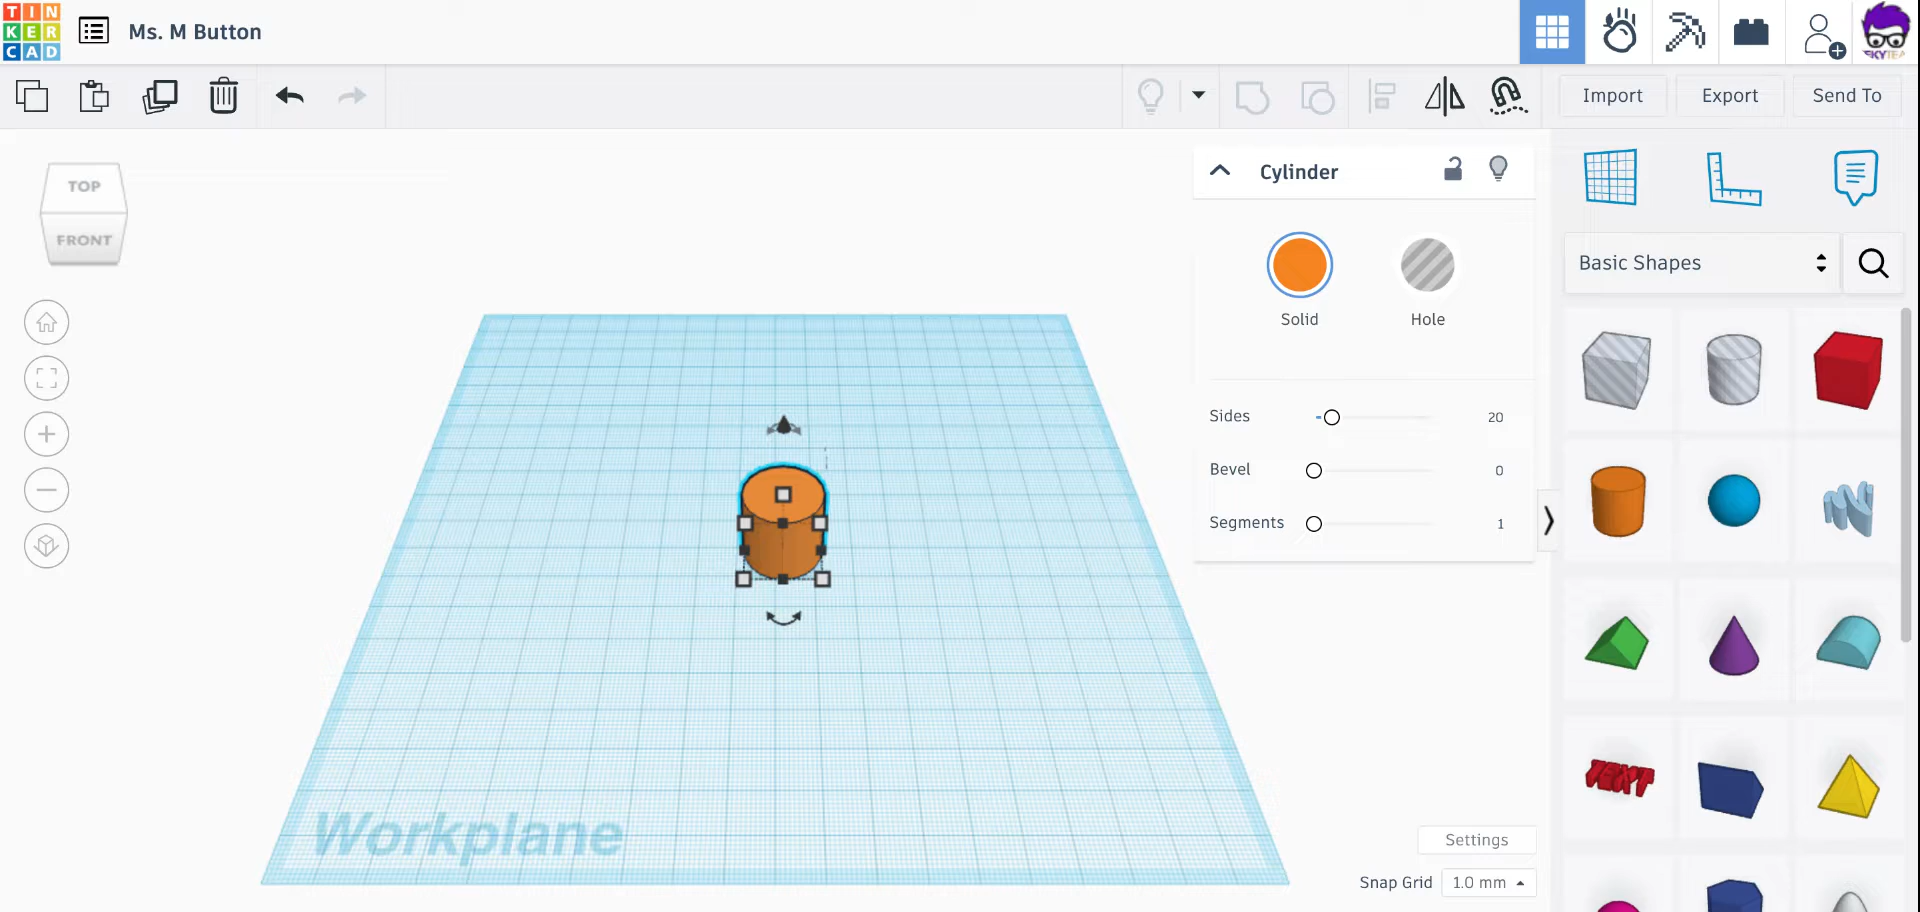 TIN
KER
CAD
Ms. M Button
Import
Export
Send To
TOP
FRONT
Cylinder
Solid
Hole
Basic Shapes
Sides
20
Bevel
0
Segments
1
TEXT
Workplane
Settings
Snap Grid
1.0 mm